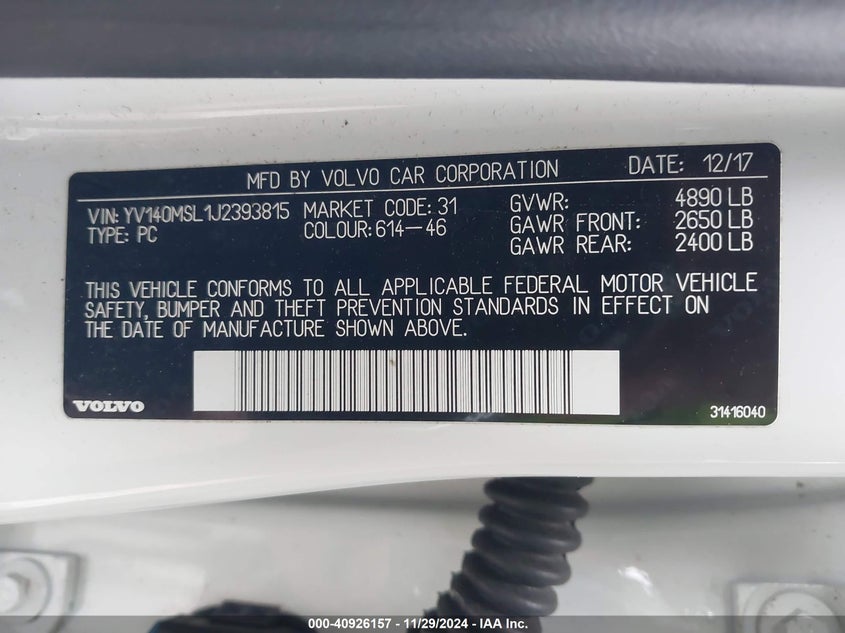 MFD BY VOLVO CAR CORPORATION DATE: 12/17
VIN: YV140MSL1J2393815 MARKET CODE: 31 GVWR: 4890 LB
TYPE: PC COLOUR: 614-46 GAWR FRONT: 2650 LB
GAWR REAR: 2400 LB
THIS VEHICLE CONFORMS TO ALL APPLICABLE FEDERAL MOTOR VEHICLE
SAFETY, BUMPER AND THEFT PREVENTION STANDARDS IN EFFECT ON
THE DATE OF MANUFACTURE SHOWN ABOVE.
VOLVO 31416040
000-40926157 - 11/29/2024 - IAA Inc.